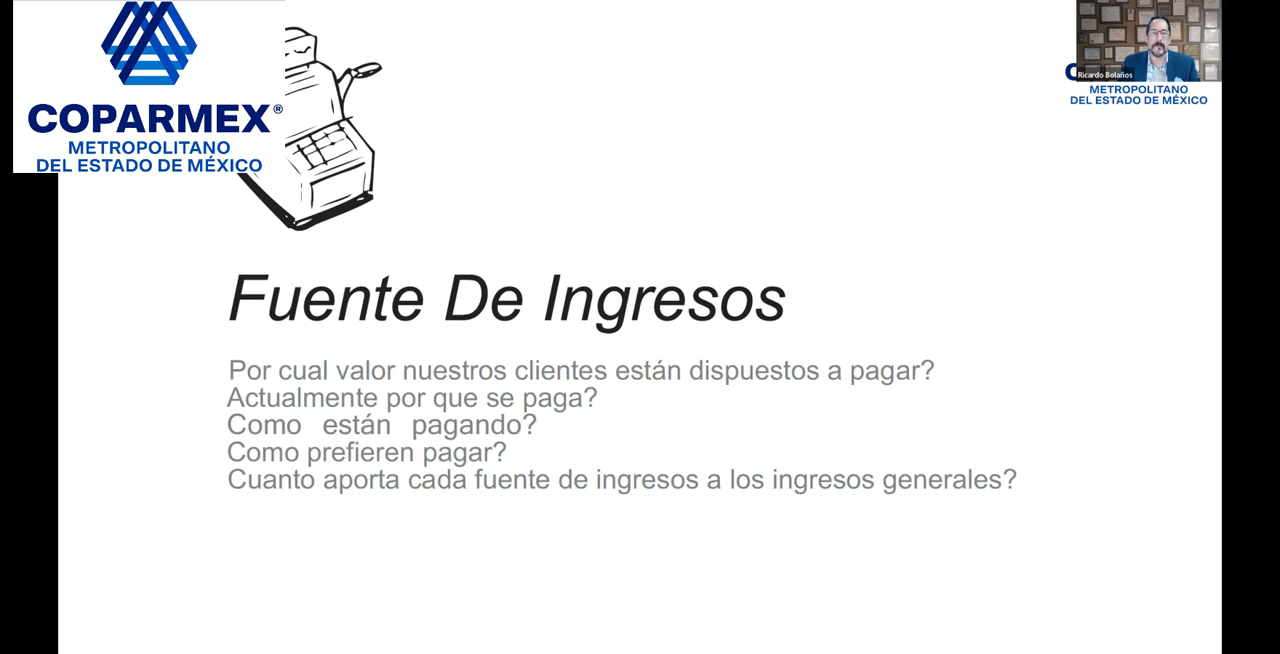 COPARMEX®
METROPOLITANO
DEL ESTADO DE MÉXICO
Ricardo Bolaños
METROPOLITANO
DEL ESTADO DE MÉXICO
Fuente De Ingresos
Por cual valor nuestros clientes están dispuestos a pagar?
Actualmente por que se paga?
Como están pagando?
Como prefieren pagar?
Cuanto aporta cada fuente de ingresos a los ingresos generales?